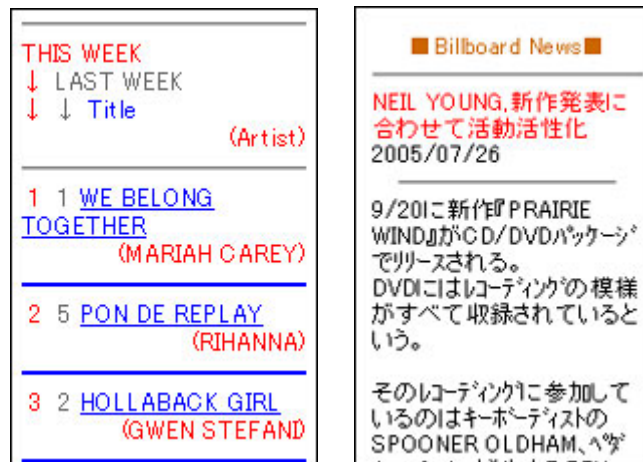 THIS WEEK
↓ LAST WEEK
↓ ↓ Title
(Artist)
1 1 WE BELONG
TOGETHER
(MARIAH CAREY)
2 5 PON DE REPLAY
(RIHANNA)
3 2 HOLLABACK GIRL
(GWEN STEFANI)
■Billboard News■
NEIL YOUNG,新作発表に
合わせて活動活性化
2005/07/26
9/20に新作『PRAIRIE
WIND』がCD/DVDパッケージ
でリリースされる。
DVDにはレコーディングの模様
がすべて収録されていると
いう。
そのレコーディングに参加して
いるのはキーボーディストの
SPOONER OLDHAM、ペダ